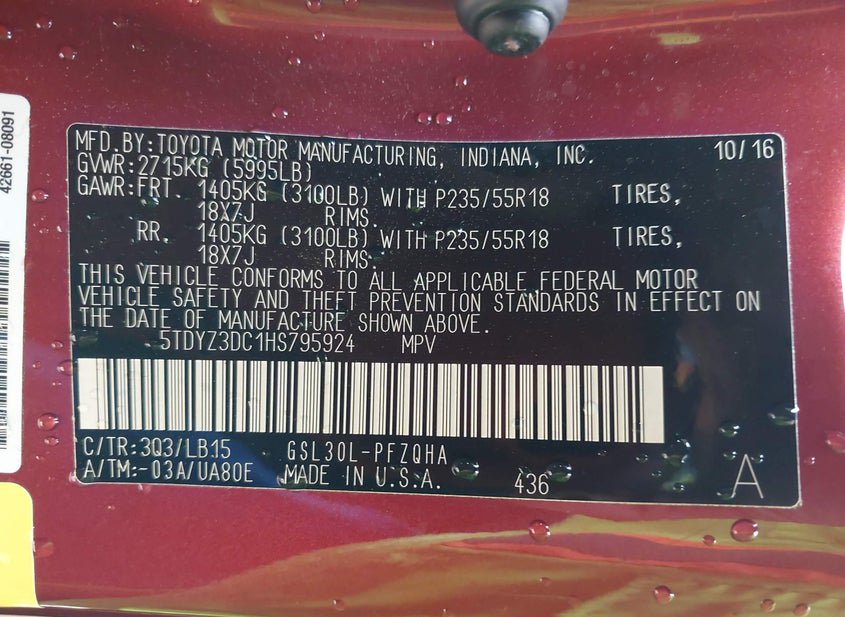 42661-08091
MFD. BY: TOYOTA MOTOR MANUFACTURING, INDIANA, INC. 10/16
GVWR: 2715KG (5995LB)
GAWR: FRT. 1405KG (3100LB) WITH P235/55R18 TIRES,
18X7J RIMS.
RR. 1405KG (3100LB) WITH P235/55R18 TIRES,
18X7J RIMS.
THIS VEHICLE CONFORMS TO ALL APPLICABLE FEDERAL MOTOR
VEHICLE SAFETY AND THEFT PREVENTION STANDARDS IN EFFECT ON
THE DATE OF MANUFACTURE SHOWN ABOVE.
5TDYZ3DC1HS795924 MPV
C/TR: 3Q3/LB15 GSL30L-PFZQHA
A/TM: -03A/UA80E MADE IN U.S.A. 436 A